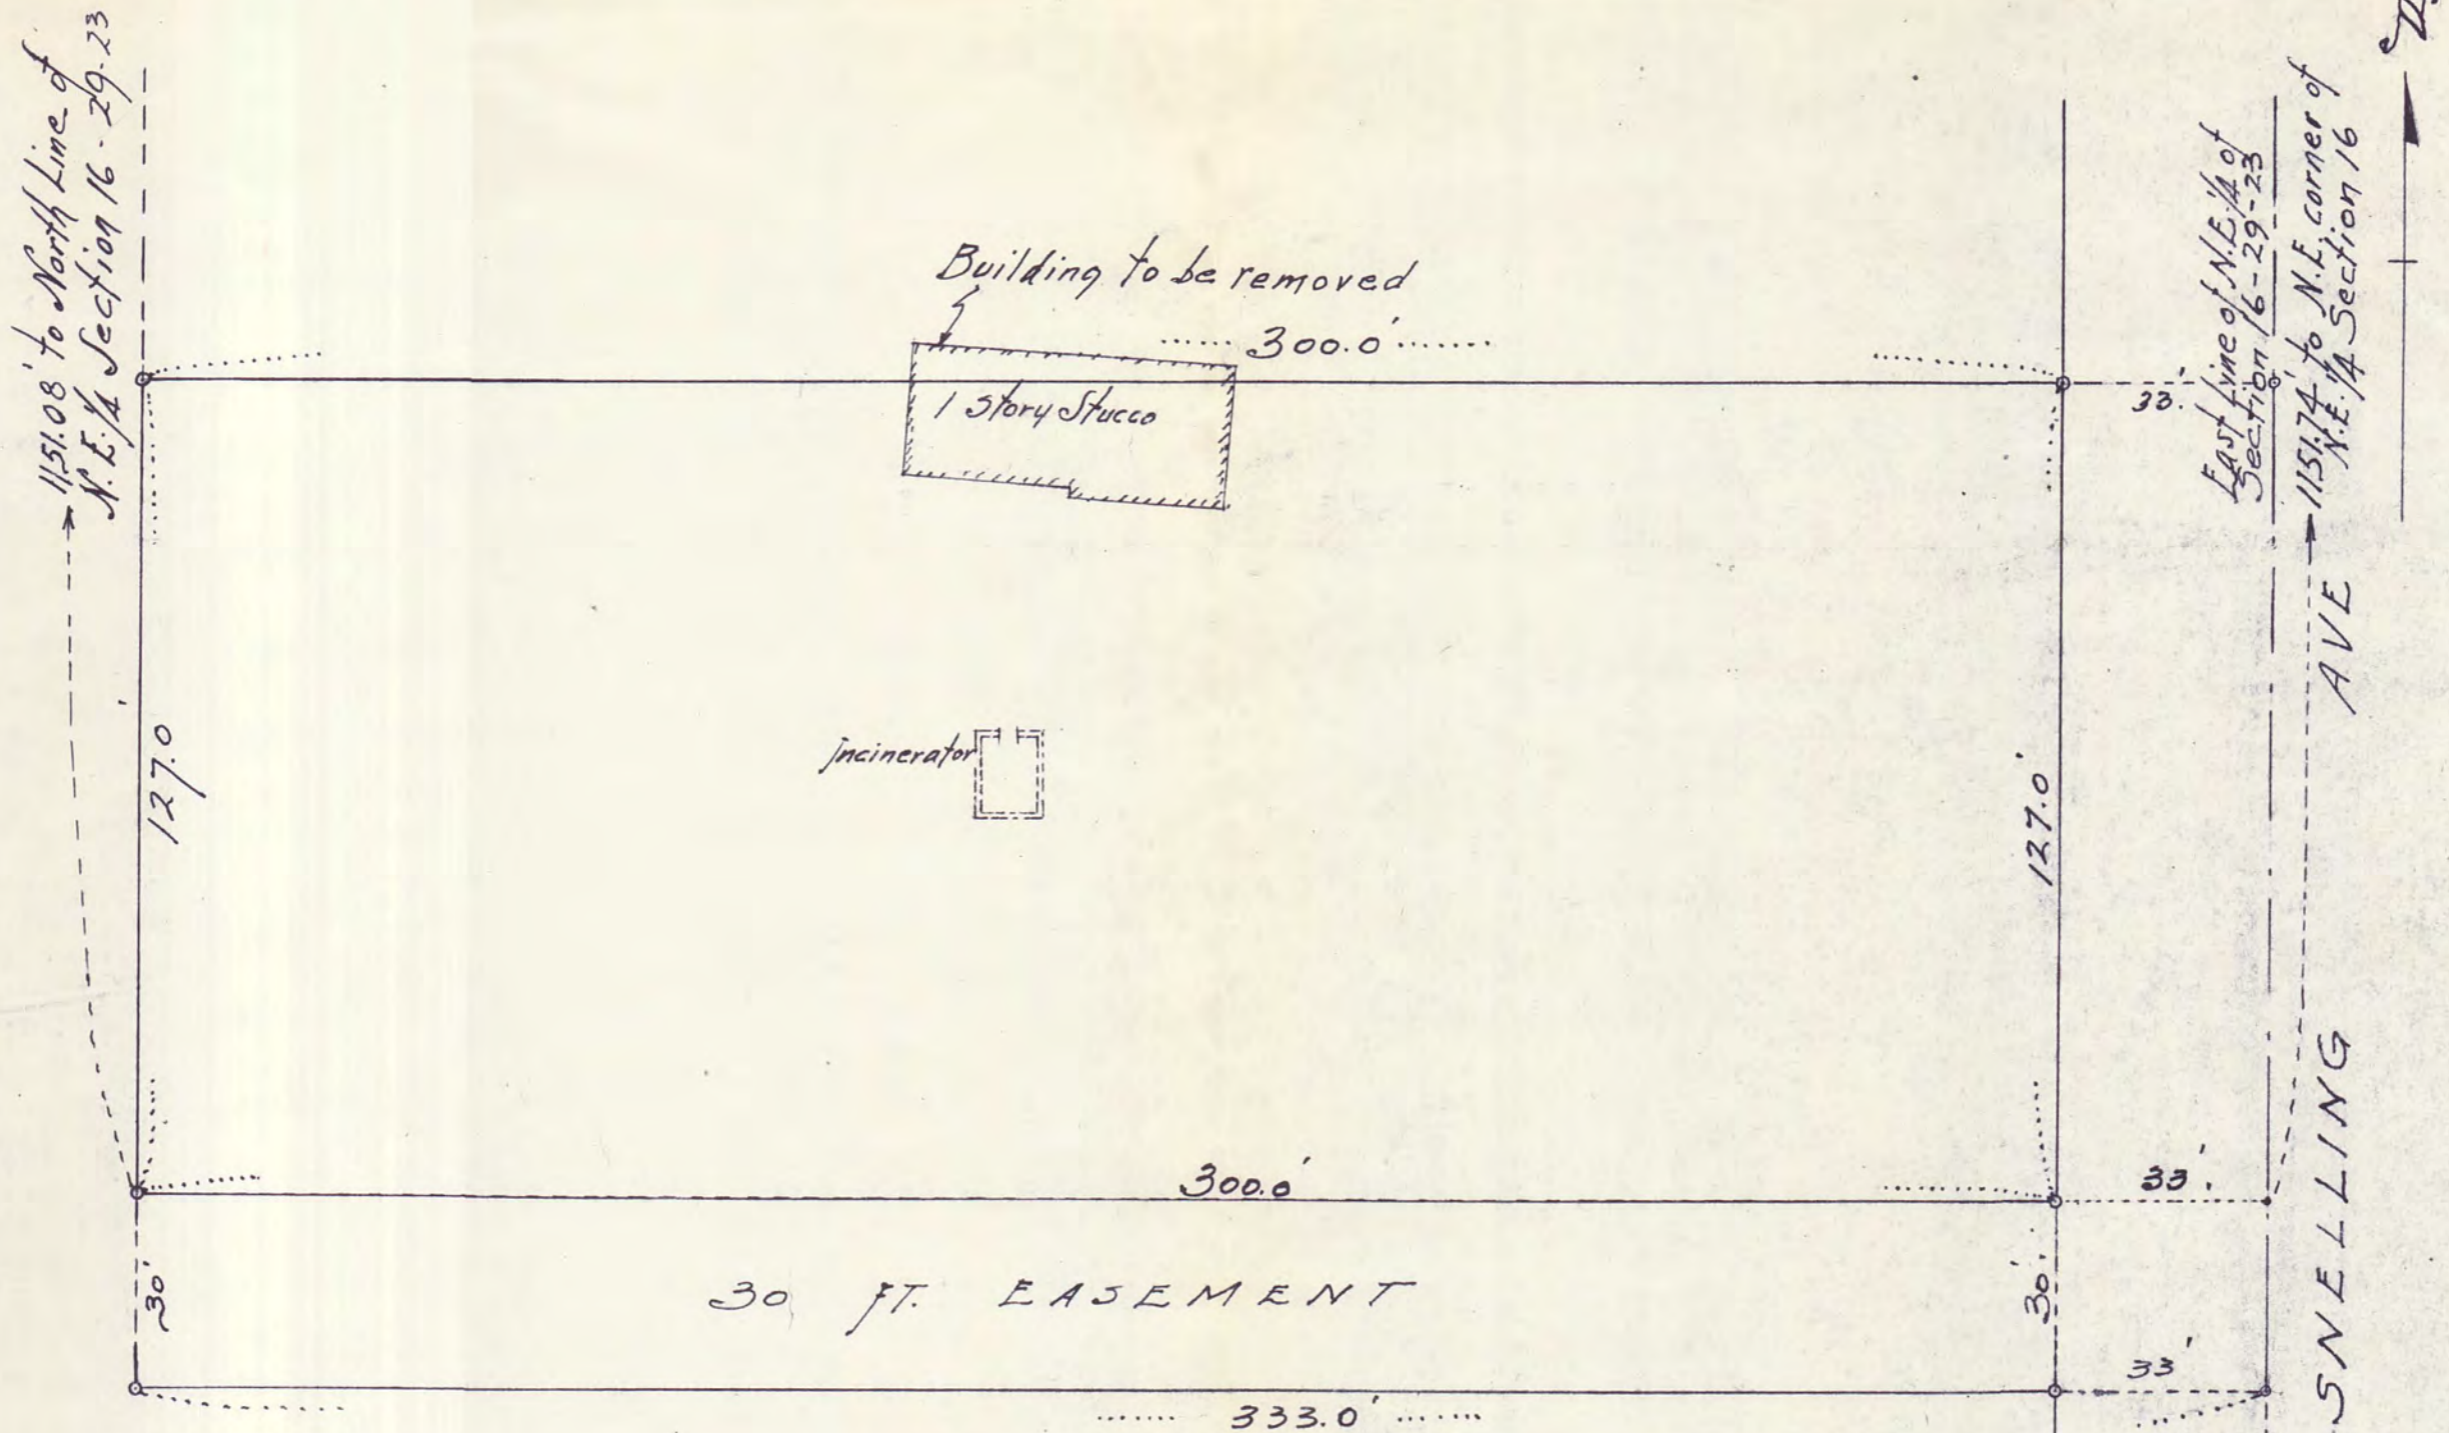 1151.08' to North Line of
N.E.1/4 Section 16-29-23
Building to be removed
300.0'
1 Story Stucco
33.'
East Line of N.E.1/4 of
Section 16-29-23
1151.74' to N.E. corner of
N.E.1/4 Section 16
127.0'
Incinerator
127.0'
SNELLING AVE
300.0'
33.'
30'
30 FT. EASEMENT
30'
33'
333.0'